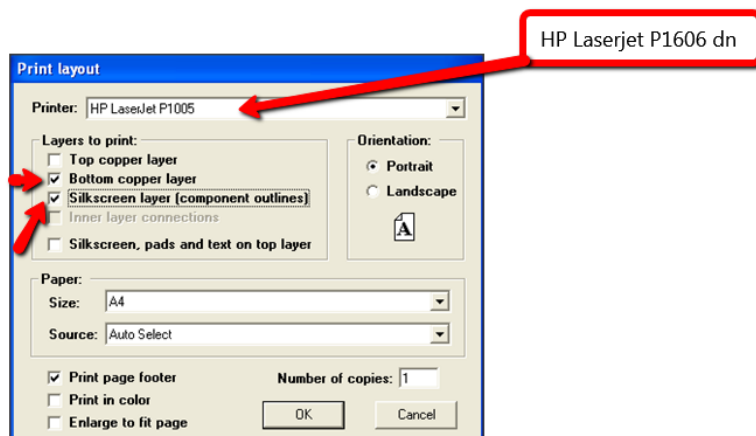 HP Laserjet P1606 dn
Print layout
Printer: HP LaserJet P1005
Layers to print:
Top copper layer
Bottom copper layer
Silkscreen layer (component outlines)
Inner layer connections
Silkscreen, pads and text on top layer
Orientation:
Portrait
Landscape
A
Paper:
Size: A4
Source: Auto Select
Print page footer
Number of copies: 1
Print in color
Enlarge to fit page
OK
Cancel